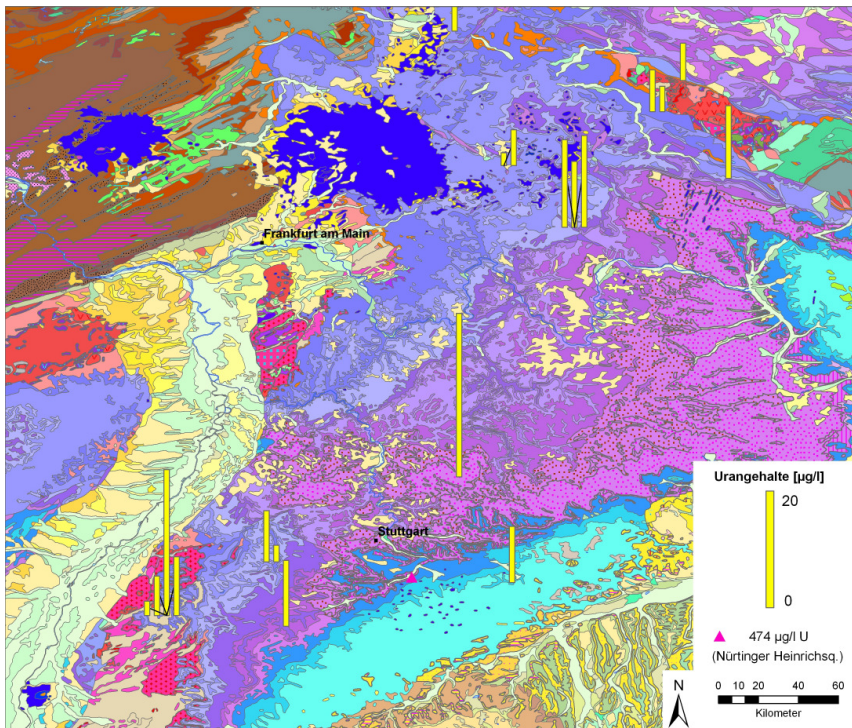 Frankfurt am Main
Stuttgart
Urangehalte [µg/l]
20
0
474 µg/l U
(Nürtinger Heinrichsq.)
N
0 10 20 40 60
Kilometer